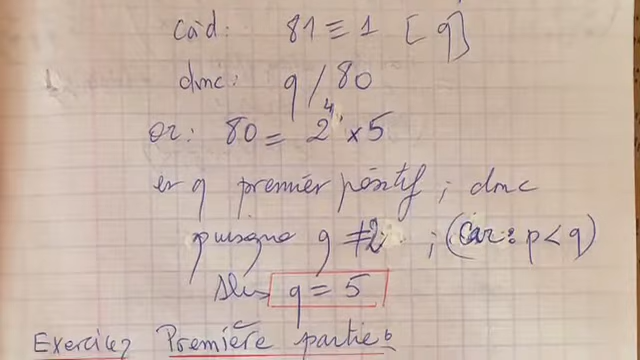 càd: 81 ≡ 1 [q]
donc: q / 80
or: 80 = 2⁴ × 5
et q premier positif ; donc
puisque q ≠ 2 ; (car: p < q)
Alors q = 5
Exercice2 Première partie